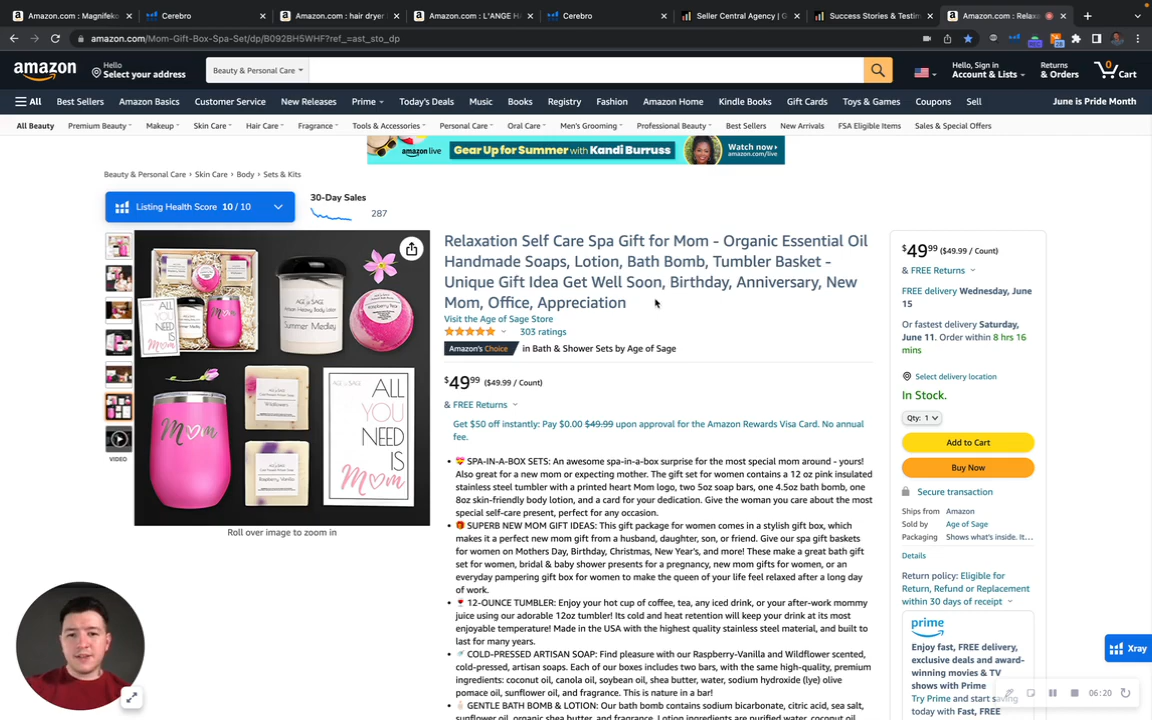 Amazon.com : Magnifeko
Cerebro
Amazon.com : hair dryer
Amazon.com : L'ANGE H
Cerebro
Seller Central Agency | G
Success Stories & Testim
Amazon.com : Relax
amazon.com/Mom-Gift-Box-Spa-Set/dp/B092BH5WHF?ref_=ast_sto_dp
amazon
Hello
Select your address
Beauty & Personal Care
Hello, Sign in
Account & Lists
Returns
& Orders
0
Cart
All
Best Sellers
Amazon Basics
Customer Service
New Releases
Prime
Today's Deals
Music
Books
Registry
Fashion
Amazon Home
Kindle Books
Gift Cards
Toys & Games
Coupons
Sell
June is Pride Month
All Beauty
Premium Beauty
Makeup
Skin Care
Hair Care
Fragrance
Tools & Accessories
Personal Care
Oral Care
Men's Grooming
Professional Beauty
Best Sellers
New Arrivals
FSA Eligible Items
Sales & Special Offers
amazon live
Gear Up for Summer with Kandi Burruss
Watch now
amazon.com/live
Beauty & Personal Care › Skin Care › Body › Sets & Kits
Listing Health Score 10 / 10
30-Day Sales
287
Relaxation Self Care Spa Gift for Mom - Organic Essential Oil
Handmade Soaps, Lotion, Bath Bomb, Tumbler Basket -
Unique Gift Idea Get Well Soon, Birthday, Anniversary, New
Mom, Office, Appreciation
Visit the Age of Sage Store
303 ratings
Amazon's Choice in Bath & Shower Sets by Age of Sage
$49.99 ($49.99 / Count)
& FREE Returns
Get $50 off instantly: Pay $0.00 $49.99 upon approval for the Amazon Rewards Visa Card. No annual
fee.
• SPA-IN-A-BOX SETS: An awesome spa-in-a-box surprise for the most special mom around - yours!
Also great for a new mom or expecting mother. The gift set for women contains a 12 oz pink insulated
stainless steel tumbler with a printed heart Mom logo, two 5oz soap bars, one 4.5oz bath bomb, one
8oz skin-friendly body lotion, and a card for your dedication. Give the woman you care about the most
special self-care present, perfect for any occasion.
• SUPERB NEW MOM GIFT IDEAS: This gift package for women comes in a stylish gift box, which
makes it a perfect new mom gift from a husband, daughter, son, or friend. Give our spa gift baskets
for women on Mothers Day, Birthday, Christmas, New Year's, and more! These make a great bath gift
set for women, bridal & baby shower presents for a pregnancy, new mom gifts for women, or an
everyday pampering gift box for women to make the queen of your life feel relaxed after a long day
of work.
• 12-OUNCE TUMBLER: Enjoy your hot cup of coffee, tea, any iced drink, or your after-work mommy
juice using our adorable 12oz tumbler! Its cold and heat retention will keep your drink at its most
enjoyable temperature! Made in the USA with the highest quality stainless steel material, and built to
last for many years.
• COLD-PRESSED ARTISAN SOAP: Find pleasure with our Raspberry-Vanilla and Wildflower scented,
cold-pressed, artisan soaps. Each of our boxes includes two bars, with the same high-quality, premium
ingredients: coconut oil, canola oil, soybean oil, shea butter, water, sodium hydroxide (lye) olive
pomace oil, sunflower oil, and fragrance. This is nature in a bar!
• GENTLE BATH BOMB & LOTION: Our bath bomb contains sodium bicarbonate, citric acid, sea salt,
sunflower oil, organic shea butter, and fragrance. Lotion ingredients are purified water, coconut oil,
Summer Medley
Raspberry Tea
ALL
YOU
NEED
IS
Mom
Mom
Wildflowers
Raspberry Vanilla
ALL
YOU
NEED
IS
Mom
VIDEO
Roll over image to zoom in
$49.99 ($49.99 / Count)
& FREE Returns
FREE delivery Wednesday, June
15
Or fastest delivery Saturday,
June 11. Order within 8 hrs 16
mins
Select delivery location
In Stock.
Qty: 1
Add to Cart
Buy Now
Secure transaction
Ships from Amazon
Sold by Age of Sage
Packaging Shows what's inside. It...
Details
Return policy: Eligible for
Return, Refund or Replacement
within 30 days of receipt
prime
Enjoy fast, FREE delivery,
exclusive deals and award-
winning movies & TV
shows with Prime
Try Prime and start saving
today with Fast, FREE
Xray
06:20